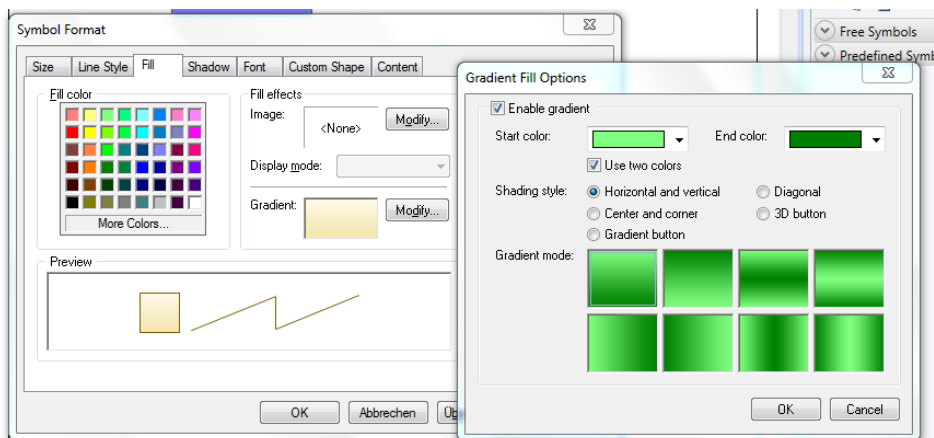 Symbol Format
Size Line Style Fill Shadow Font Custom Shape Content
Fill color
More Colors...
Fill effects
Image:
<None>
Modify...
Display mode:
Gradient:
Modify...
Preview
OK Abbrechen Üb
Gradient Fill Options
Enable gradient
Start color: End color:
Use two colors
Shading style: Horizontal and vertical Diagonal
Center and corner 3D button
Gradient button
Gradient mode:
OK Cancel
Free Symbols
Predefined Symb